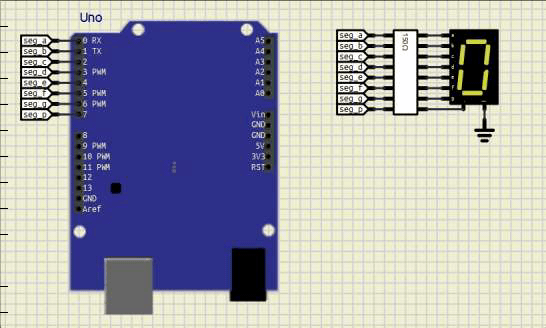 Uno
seg_a 0 RX A5
seg_b 1 TX A4
seg_c 2 A3
seg_d 3 PWM A2
seg_e 4 A1
seg_f 5 PWM A0
seg_g 6 PWM
seg_p 7 Vin
GND
8 GND
9 PWM 5V
10 PWM 3V3
11 PWM RST
12
13
GND
Aref
seg_a
seg_b
seg_c
seg_d
seg_e
seg_f
seg_g
seg_p
150Ω